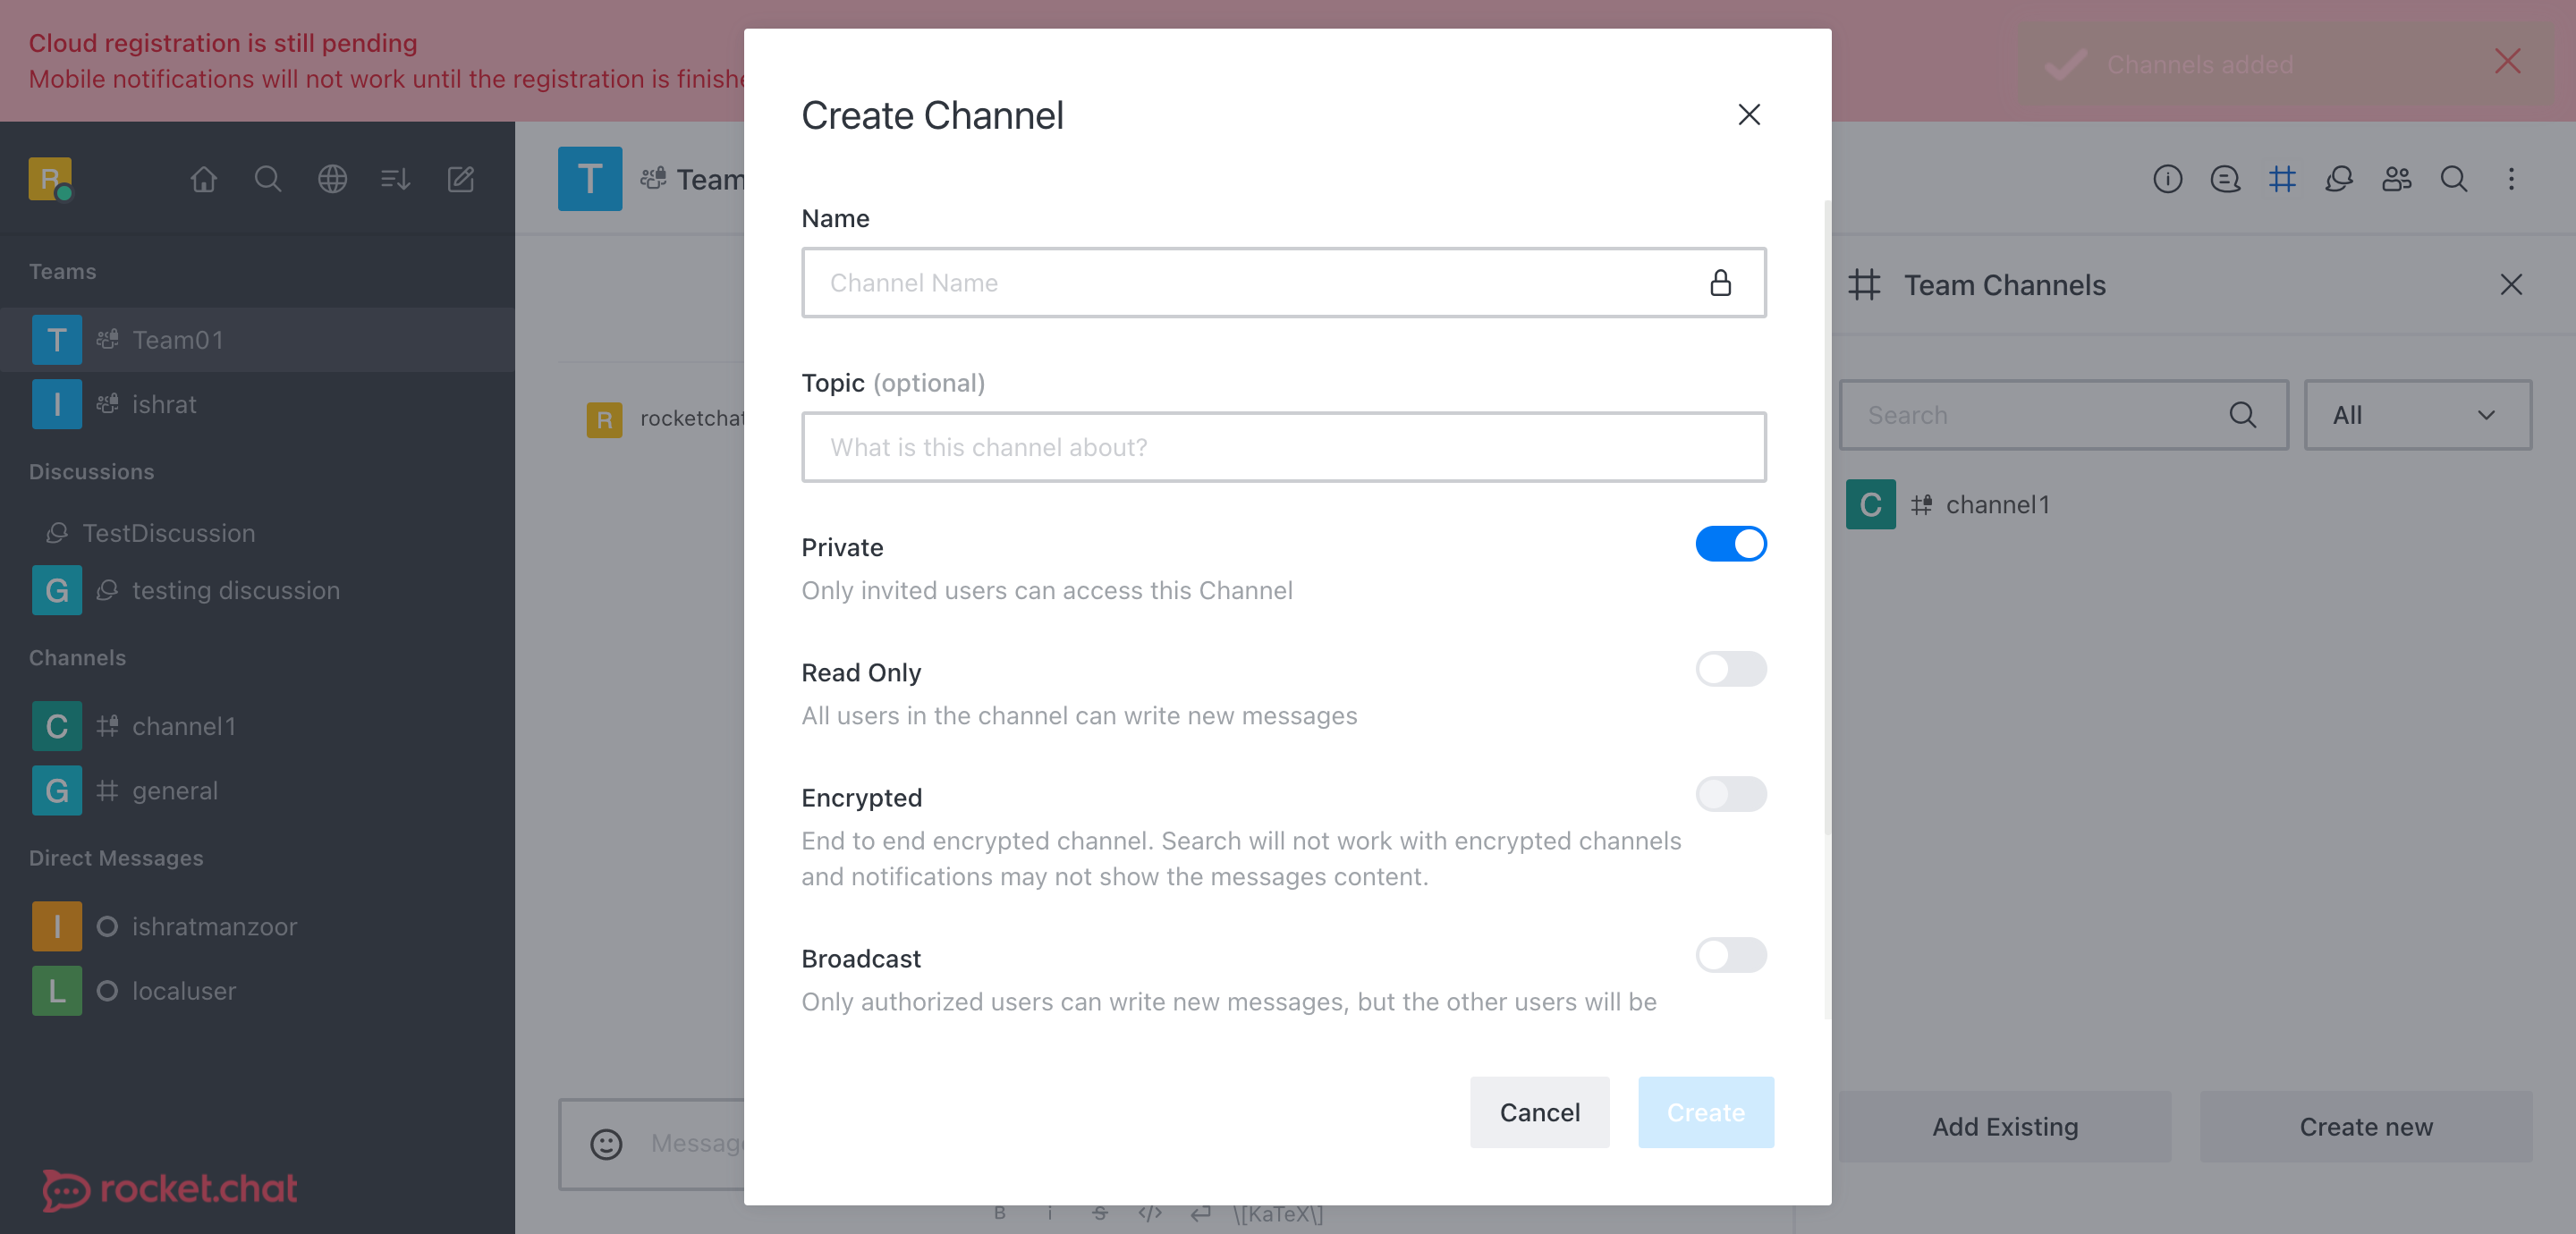 Cloud registration is still pending
Mobile notifications will not work until the registration is
Channels added
R
Teams
T Team01
I ishrat
Discussions
TestDiscussion
G testing discussion
Channels
C channel1
G general
Direct Messages
I ishratmanzoor
L localuser
rocket.chat
T Team
R rocketchat
Create Channel
Name
Channel Name
Topic (optional)
What is this channel about?
Private
Only invited users can access this Channel
Read Only
All users in the channel can write new messages
Encrypted
End to end encrypted channel. Search will not work with encrypted channels
and notifications may not show the messages content.
Broadcast
Only authorized users can write new messages, but the other users will be
Cancel
Create
Messag
B i S </> \[KaTeX\]
Team Channels
Search
All
C channel1
Add Existing
Create new